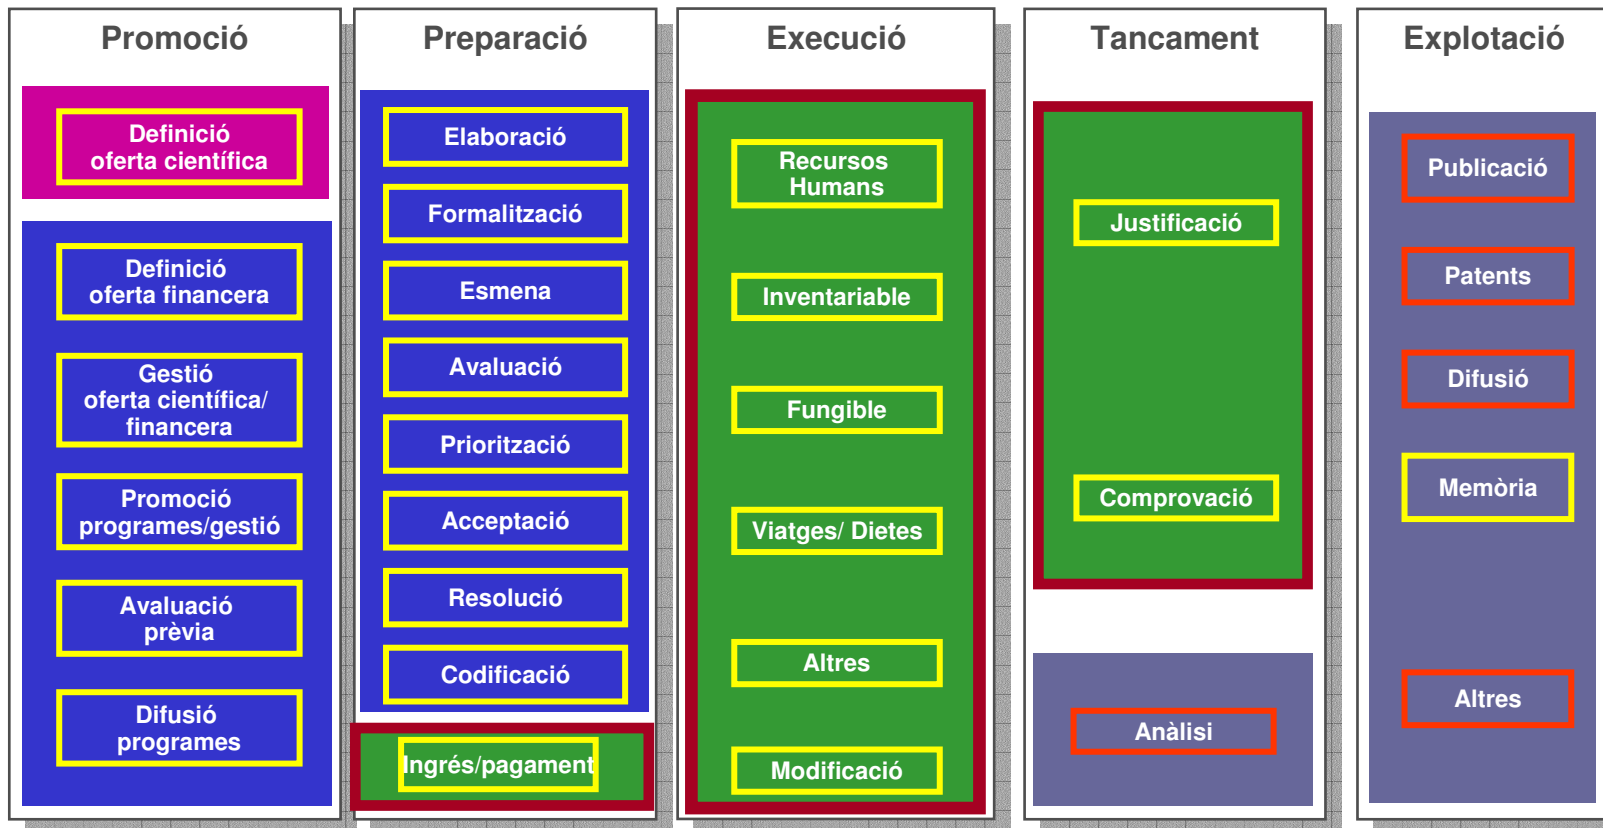 Promoció
Definició
oferta científica
Definició
oferta financera
Gestió
oferta científica/
financera
Promoció
programes/gestió
Avaluació
prèvia
Difusió
programes
Preparació
Elaboració
Formalització
Esmena
Avaluació
Priorització
Acceptació
Resolució
Codificació
Ingrés/pagament
Execució
Recursos
Humans
Inventariable
Fungible
Viatges/ Dietes
Altres
Modificació
Tancament
Justificació
Comprovació
Anàlisi
Explotació
Publicació
Patents
Difusió
Memòria
Altres